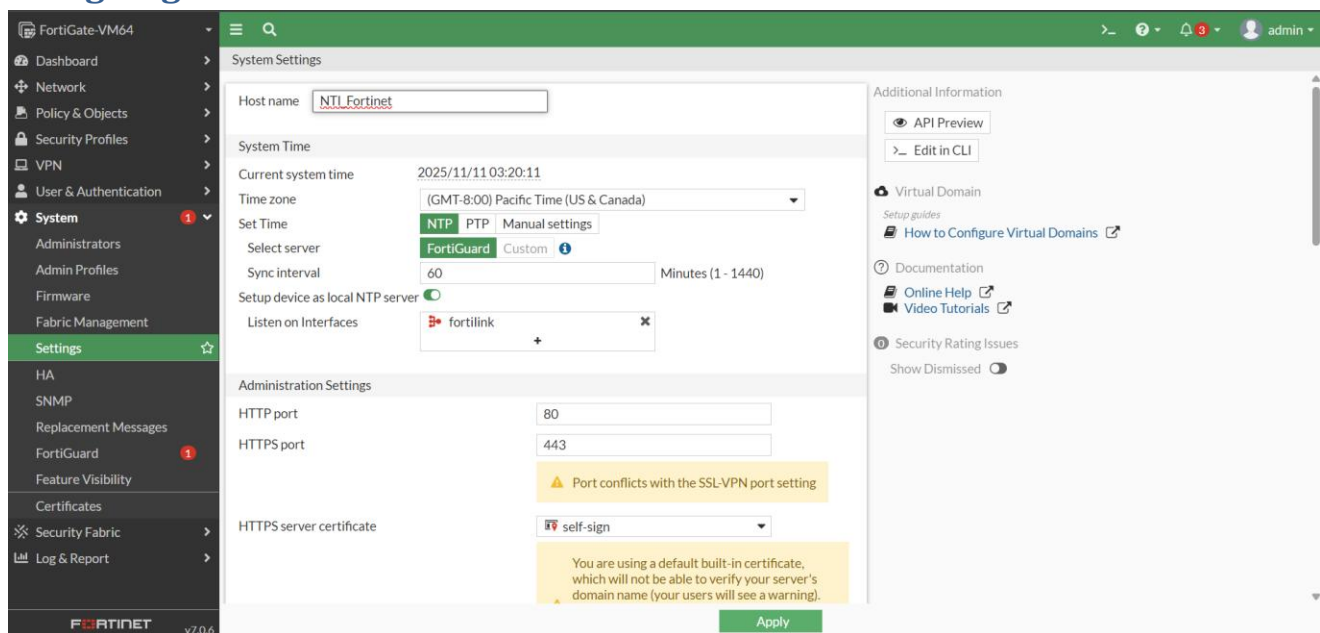 FortiGate-VM64
admin
3
Dashboard
Network
Policy & Objects
Security Profiles
VPN
User & Authentication
System 1
Administrators
Admin Profiles
Firmware
Fabric Management
Settings
HA
SNMP
Replacement Messages
FortiGuard 1
Feature Visibility
Certificates
Security Fabric
Log & Report
FORTINET v7.0.6
System Settings
Host name NTI_Fortinet
System Time
Current system time 2025/11/11 03:20:11
Time zone (GMT-8:00) Pacific Time (US & Canada)
Set Time NTP PTP Manual settings
Select server FortiGuard Custom
Sync interval 60 Minutes (1 - 1440)
Setup device as local NTP server
Listen on Interfaces fortilink
+
Administration Settings
HTTP port 80
HTTPS port 443
Port conflicts with the SSL-VPN port setting
HTTPS server certificate self-sign
You are using a default built-in certificate,
which will not be able to verify your server's
domain name (your users will see a warning).
Apply
Additional Information
API Preview
>_ Edit in CLI
Virtual Domain
Setup guides
How to Configure Virtual Domains
Documentation
Online Help
Video Tutorials
0 Security Rating Issues
Show Dismissed